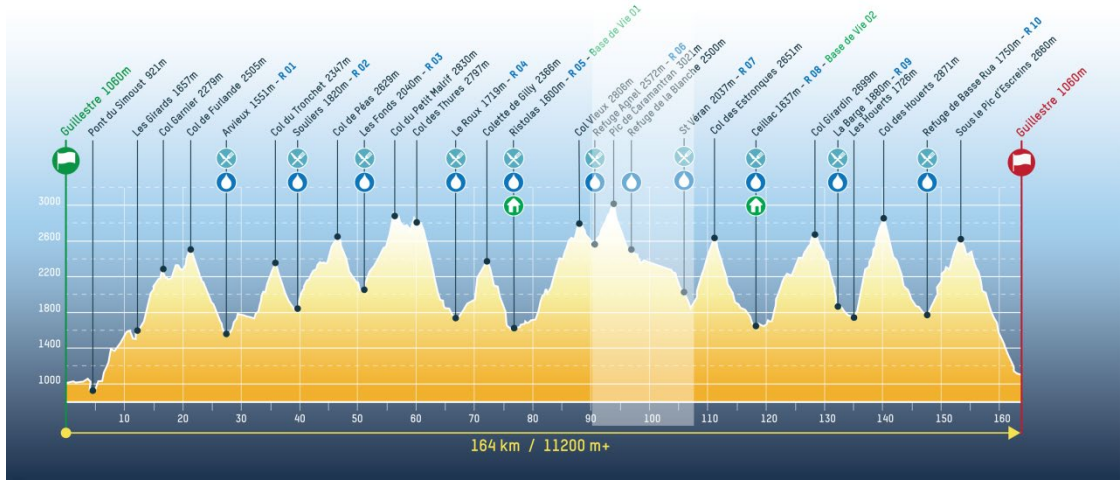 Guillestre 1060m
Pont du Simoust 921m
Les Girards 1857m
Col Garnier 2279m
Col de Furfande 2505m
Arvieux 1551m - R 01
Col du Tronchet 2347m
Souliers 1820m - R 02
Col de Péas 2629m
Les Fonds 2040m - R 03
Col du Petit Malrif 2830m
Col des Thures 2797m
Le Roux 1719m - R 04
Colette de Gilly 2366m
Ristolas 1600m - R 05 - Base de Vie 01
Col Vieux 2806m
Refuge Agnel 2572m - R 06
Pic de Caramantran 3021m
Refuge de la Blanche 2500m
St Véran 2037m - R 07
Col des Estronques 2651m
Ceillac 1637m - R 08 - Base de Vie 02
Col Girardin 2699m
La Barge 1880m - R 09
Les Houerts 1726m
Col des Houerts 2871m
Refuge de Basse Rua 1750m - R 10
Sous le Pic d'Escreins 2660m
Guillestre 1060m
3000
2600
2200
1800
1400
1000
10 20 30 40 50 60 70 80 90 100 110 120 130 140 150 160
164 km / 11200 m+